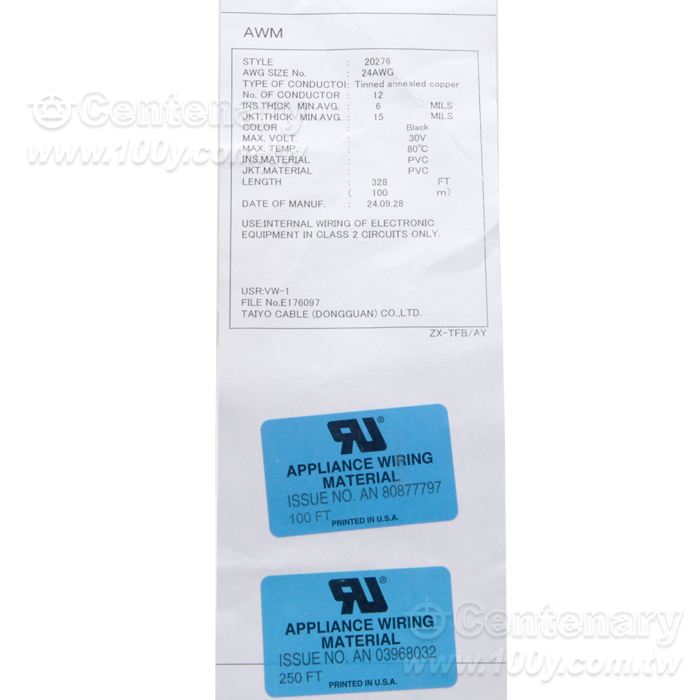 AWM
STYLE : 20276
AWG SIZE No. : 24AWG
TYPE OF CONDUCTOI: Tinned annealed copper
No. OF CONDUCTOR : 12
INS.THICK. MIN.AVG. : 6 MILS
JKT.THICK. MIN.AVG. : 15 MILS
COLOR : Black
MAX. VOLT. : 30V
MAX. TEMP. : 80℃
INS.MATERIAL : PVC
JKT.MATERIAL : PVC
LENGTH : 328 FT
( 100 m)
DATE OF MANUF. : 24.09.28
USE:INTERNAL WIRING OF ELECTRONIC
EQUIPMENT IN CLASS 2 CIRCUITS ONLY.
USR:VW-1
FILE No.E176097
TAIYO CABLE (DONGGUAN) CO.,LTD.
ZX-TFB/AY
Centenary
www.100y.com.tw
RU®
APPLIANCE WIRING
MATERIAL
ISSUE NO. AN 80877797
100 FT
PRINTED IN U.S.A.
RU®
APPLIANCE WIRING
MATERIAL
ISSUE NO. AN 03968032
250 FT
PRINTED IN U.S.A.
Centenary
www.100y.com.tw